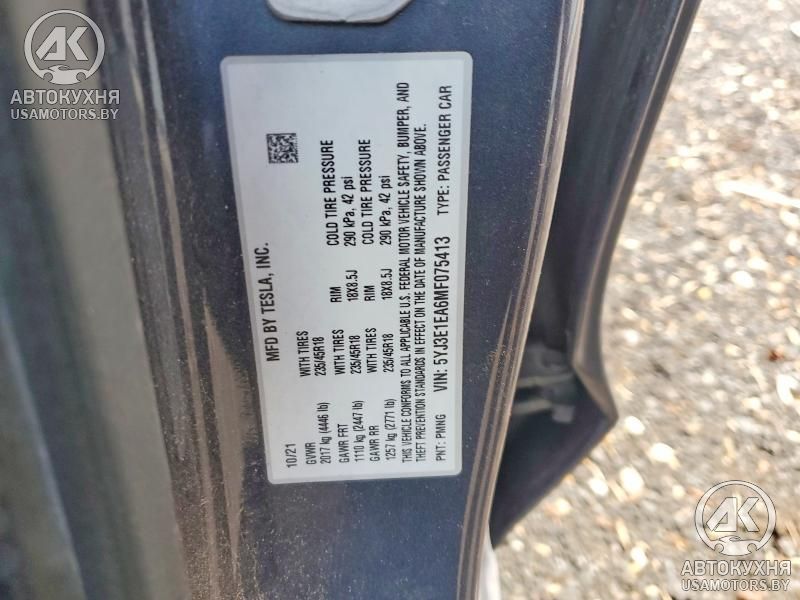 AK
АВТОКУХНЯ
USAMOTORS.BY
MFD BY TESLA, INC.
10/21
GVWR WITH TIRES RIM COLD TIRE PRESSURE
2017 kg (4446 lb) 235/45R18 18X8.5J 290 kPa, 42 psi
GAWR FRT WITH TIRES RIM COLD TIRE PRESSURE
1110 kg (2447 lb) 235/45R18 18X8.5J 290 kPa, 42 psi
GAWR RR
1257 kg (2771 lb)
THIS VEHICLE CONFORMS TO ALL APPLICABLE U.S. FEDERAL MOTOR VEHICLE SAFETY, BUMPER, AND
THEFT PREVENTION STANDARDS IN EFFECT ON THE DATE OF MANUFACTURE SHOWN ABOVE.
PNT: PMNG VIN: 5YJ3E1EA6MF075413 TYPE: PASSENGER CAR
AK
АВТОКУХНЯ
USAMOTORS.BY